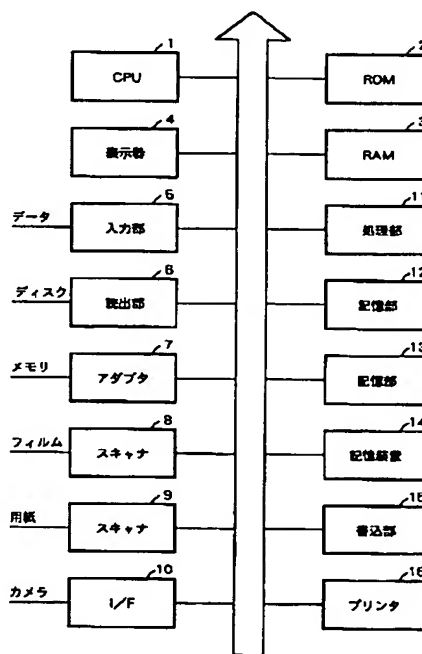 1
CPU
2
ROM
4
表示器
3
RAM
データ
5
入力部
11
処理部
ディスク
6
読出部
12
記憶部
メモリ
7
アダプタ
13
記憶部
フィルム
8
スキャナ
14
記憶装置
用紙
9
スキャナ
15
書込部
カメラ
10
I/F
16
プリンタ